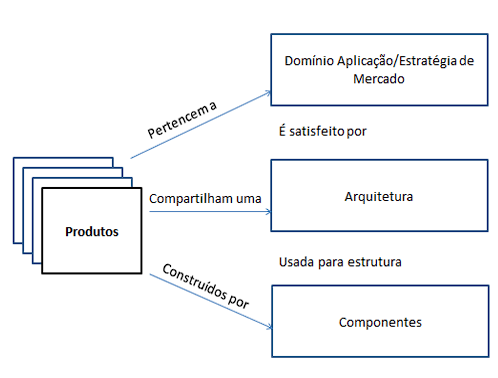 Domínio Aplicação/Estratégia de
Mercado
Pertencem a
É satisfeito por
Compartilham uma
Arquitetura
Produtos
Usada para estrutura
Construídos por
Componentes